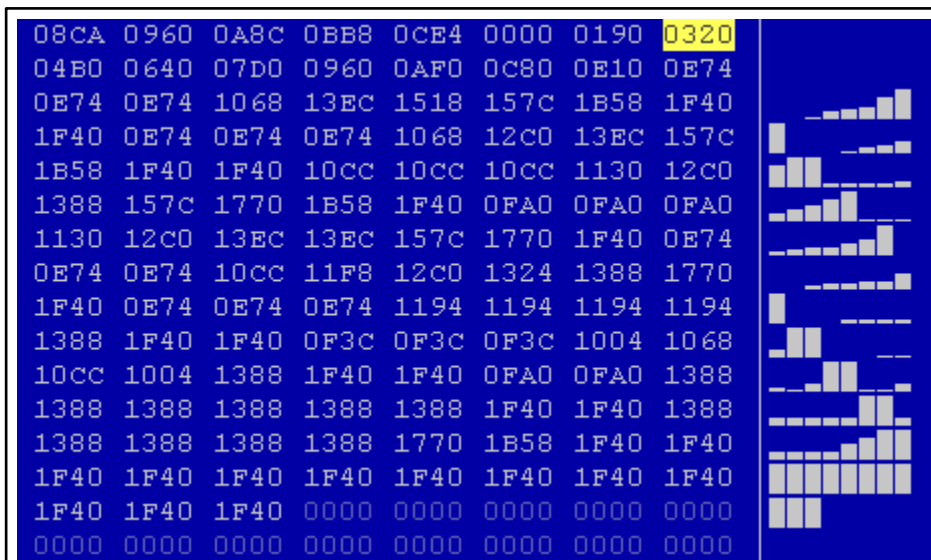 08CA 0960 0A8C 0BB8 0CE4 0000 0190 0320
04B0 0640 07D0 0960 0AF0 0C80 0E10 0E74
0E74 0E74 1068 13EC 1518 157C 1B58 1F40
1F40 0E74 0E74 0E74 1068 12C0 13EC 157C
1B58 1F40 1F40 10CC 10CC 10CC 1130 12C0
1388 157C 1770 1B58 1F40 0FA0 0FA0 0FA0
1130 12C0 13EC 13EC 157C 1770 1F40 0E74
0E74 0E74 10CC 11F8 12C0 1324 1388 1770
1F40 0E74 0E74 0E74 1194 1194 1194 1194
1388 1F40 1F40 0F3C 0F3C 0F3C 1004 1068
10CC 1004 1388 1F40 1F40 0FA0 0FA0 1388
1388 1388 1388 1388 1388 1F40 1F40 1388
1388 1388 1388 1388 1770 1B58 1F40 1F40
1F40 1F40 1F40 1F40 1F40 1F40 1F40 1F40
1F40 1F40 1F40 0000 0000 0000 0000 0000
0000 0000 0000 0000 0000 0000 0000 0000